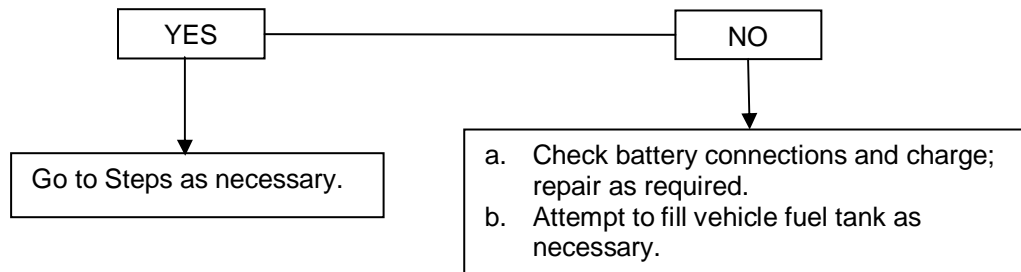 YES
NO
Go to Steps as necessary.
a. Check battery connections and charge;
repair as required.
b. Attempt to fill vehicle fuel tank as
necessary.